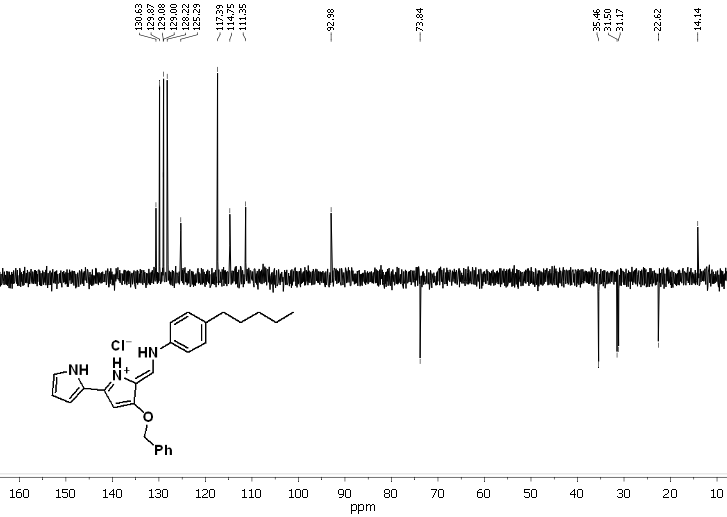 130.63
129.87
129.08
129.00
128.22
125.29
117.39
114.75
111.35
92.98
73.84
35.46
31.50
31.17
22.62
14.14
Cl⁻
HN
NH
H
N⁺
O
Ph
160 150 140 130 120 110 100 90 80 70 60 50 40 30 20 10
ppm